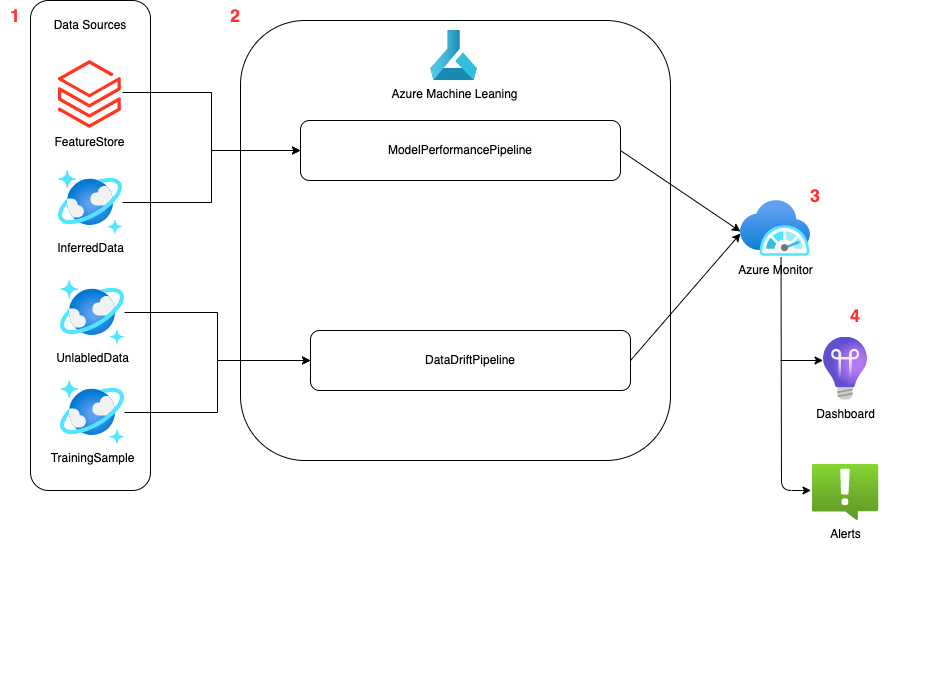 1
Data Sources
FeatureStore
InferredData
UnlabledData
TrainingSample
2
Azure Machine Leaning
ModelPerformancePipeline
DataDriftPipeline
3
Azure Monitor
4
Dashboard
Alerts